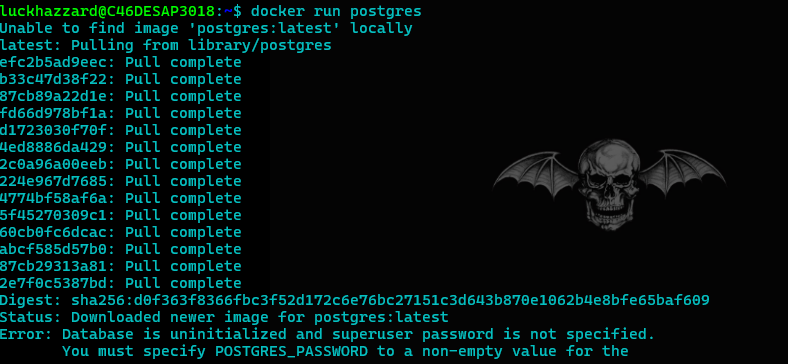 luckhazzard@C46DESAP3018:~$ docker run postgres
Unable to find image 'postgres:latest' locally
latest: Pulling from library/postgres
efc2b5ad9eec: Pull complete
b33c47d38f22: Pull complete
87cb89a22d1e: Pull complete
fd66d978bf1a: Pull complete
d1723030f70f: Pull complete
4ed8886da429: Pull complete
2c0a96a00eeb: Pull complete
224e967d7685: Pull complete
4774bf58af6a: Pull complete
5f45270309c1: Pull complete
60cb0fc6dcac: Pull complete
abcf585d57b0: Pull complete
87cb29313a81: Pull complete
2e7f0c5387bd: Pull complete
Digest: sha256:d0f363f8366fbc3f52d172c6e76bc27151c3d643b870e1062b4e8bfe65baf609
Status: Downloaded newer image for postgres:latest
Error: Database is uninitialized and superuser password is not specified.
       You must specify POSTGRES_PASSWORD to a non-empty value for the